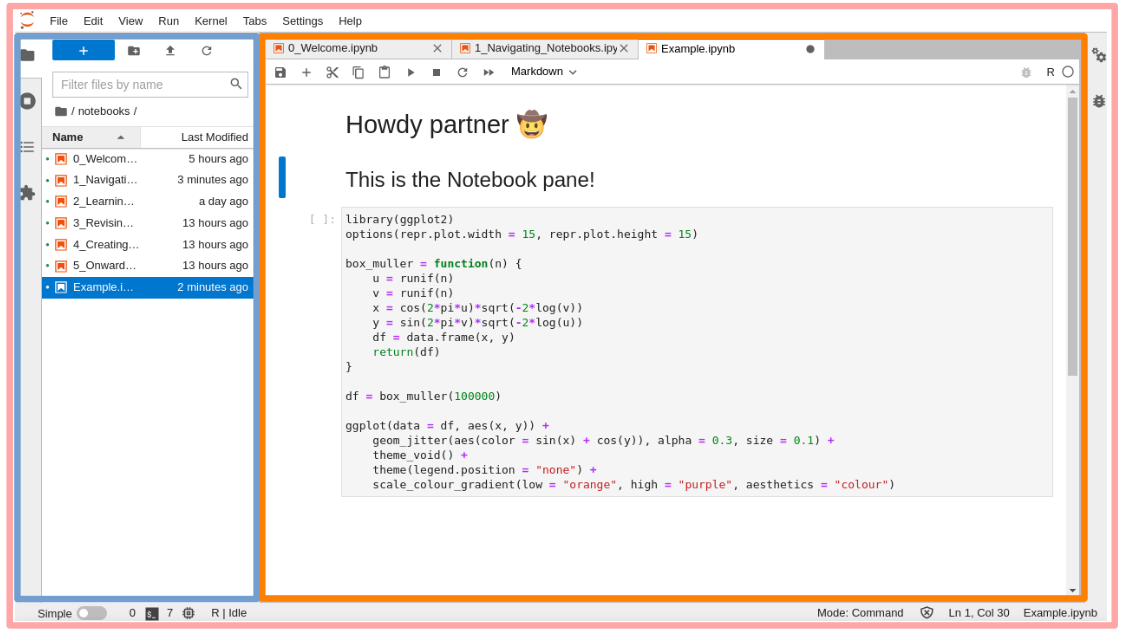 File Edit View Run Kernel Tabs Settings Help
0_Welcome.ipynb 1_Navigating_Notebooks.ipy Example.ipynb
Markdown R
Filter files by name
/ notebooks /
Name Last Modified
0_Welcom… 5 hours ago
1_Navigati… 3 minutes ago
2_Learnin… a day ago
3_Revisin… 13 hours ago
4_Creating… 13 hours ago
5_Onward… 13 hours ago
Example.i… 2 minutes ago
Howdy partner 🤠
This is the Notebook pane!
[ ]:
library(ggplot2)
options(repr.plot.width = 15, repr.plot.height = 15)
box_muller = function(n) {
    u = runif(n)
    v = runif(n)
    x = cos(2*pi*u)*sqrt(-2*log(v))
    y = sin(2*pi*v)*sqrt(-2*log(u))
    df = data.frame(x, y)
    return(df)
}
df = box_muller(100000)
ggplot(data = df, aes(x, y)) +
    geom_jitter(aes(color = sin(x) + cos(y)), alpha = 0.3, size = 0.1) +
    theme_void() +
    theme(legend.position = "none") +
    scale_colour_gradient(low = "orange", high = "purple", aesthetics = "colour")
Simple 0 $_ 7 R | Idle Mode: Command Ln 1, Col 30 Example.ipynb